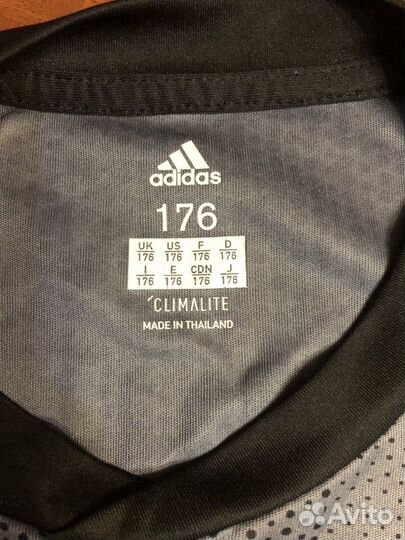 adidas
176
UK US F D
176 176 176 176
I E CDN J
176 176 176 176
CLIMALITE
MADE IN THAILAND
Avito